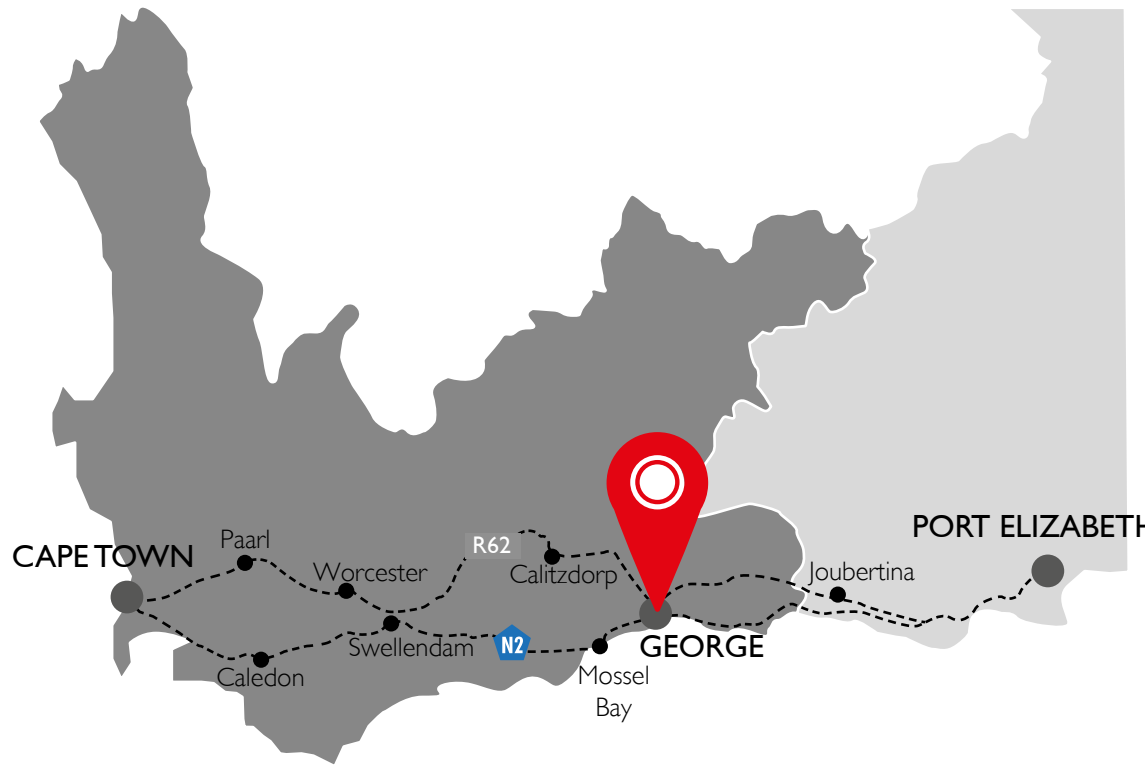 CAPE TOWN
Paarl
Worcester
R62
Calitzdorp
PORT ELIZABETH
Joubertina
Swellendam
N2
GEORGE
Caledon
Mossel
Bay